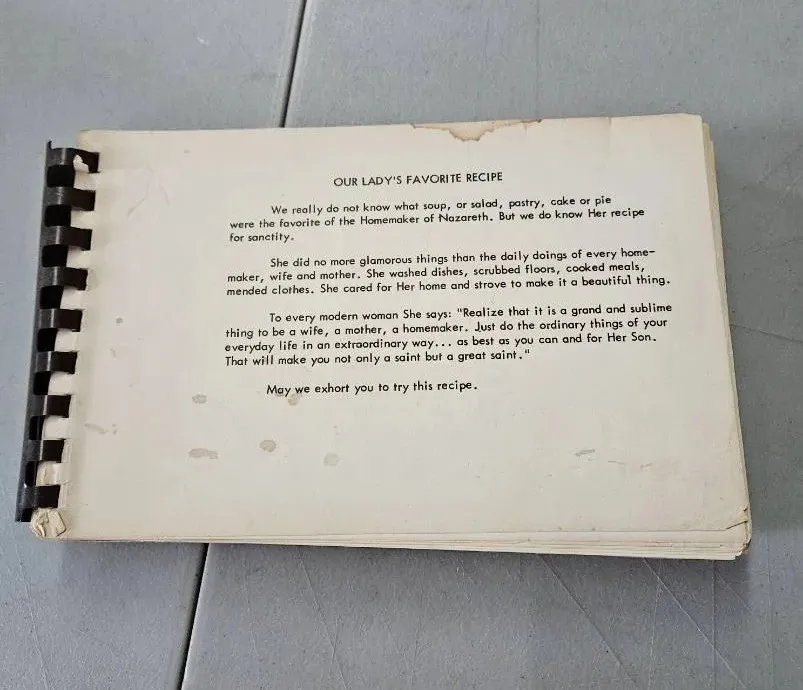 OUR LADY'S FAVORITE RECIPE
We really do not know what soup, or salad, pastry, cake or pie
were the favorite of the Homemaker of Nazareth. But we do know Her recipe
for sanctity.
She did no more glamorous things than the daily doings of every home-
maker, wife and mother. She washed dishes, scrubbed floors, cooked meals,
mended clothes. She cared for Her home and strove to make it a beautiful thing.
To every modern woman She says: "Realize that it is a grand and sublime
thing to be a wife, a mother, a homemaker. Just do the ordinary things of your
everyday life in an extraordinary way... as best as you can and for Her Son.
That will make you not only a saint but a great saint."
May we exhort you to try this recipe.